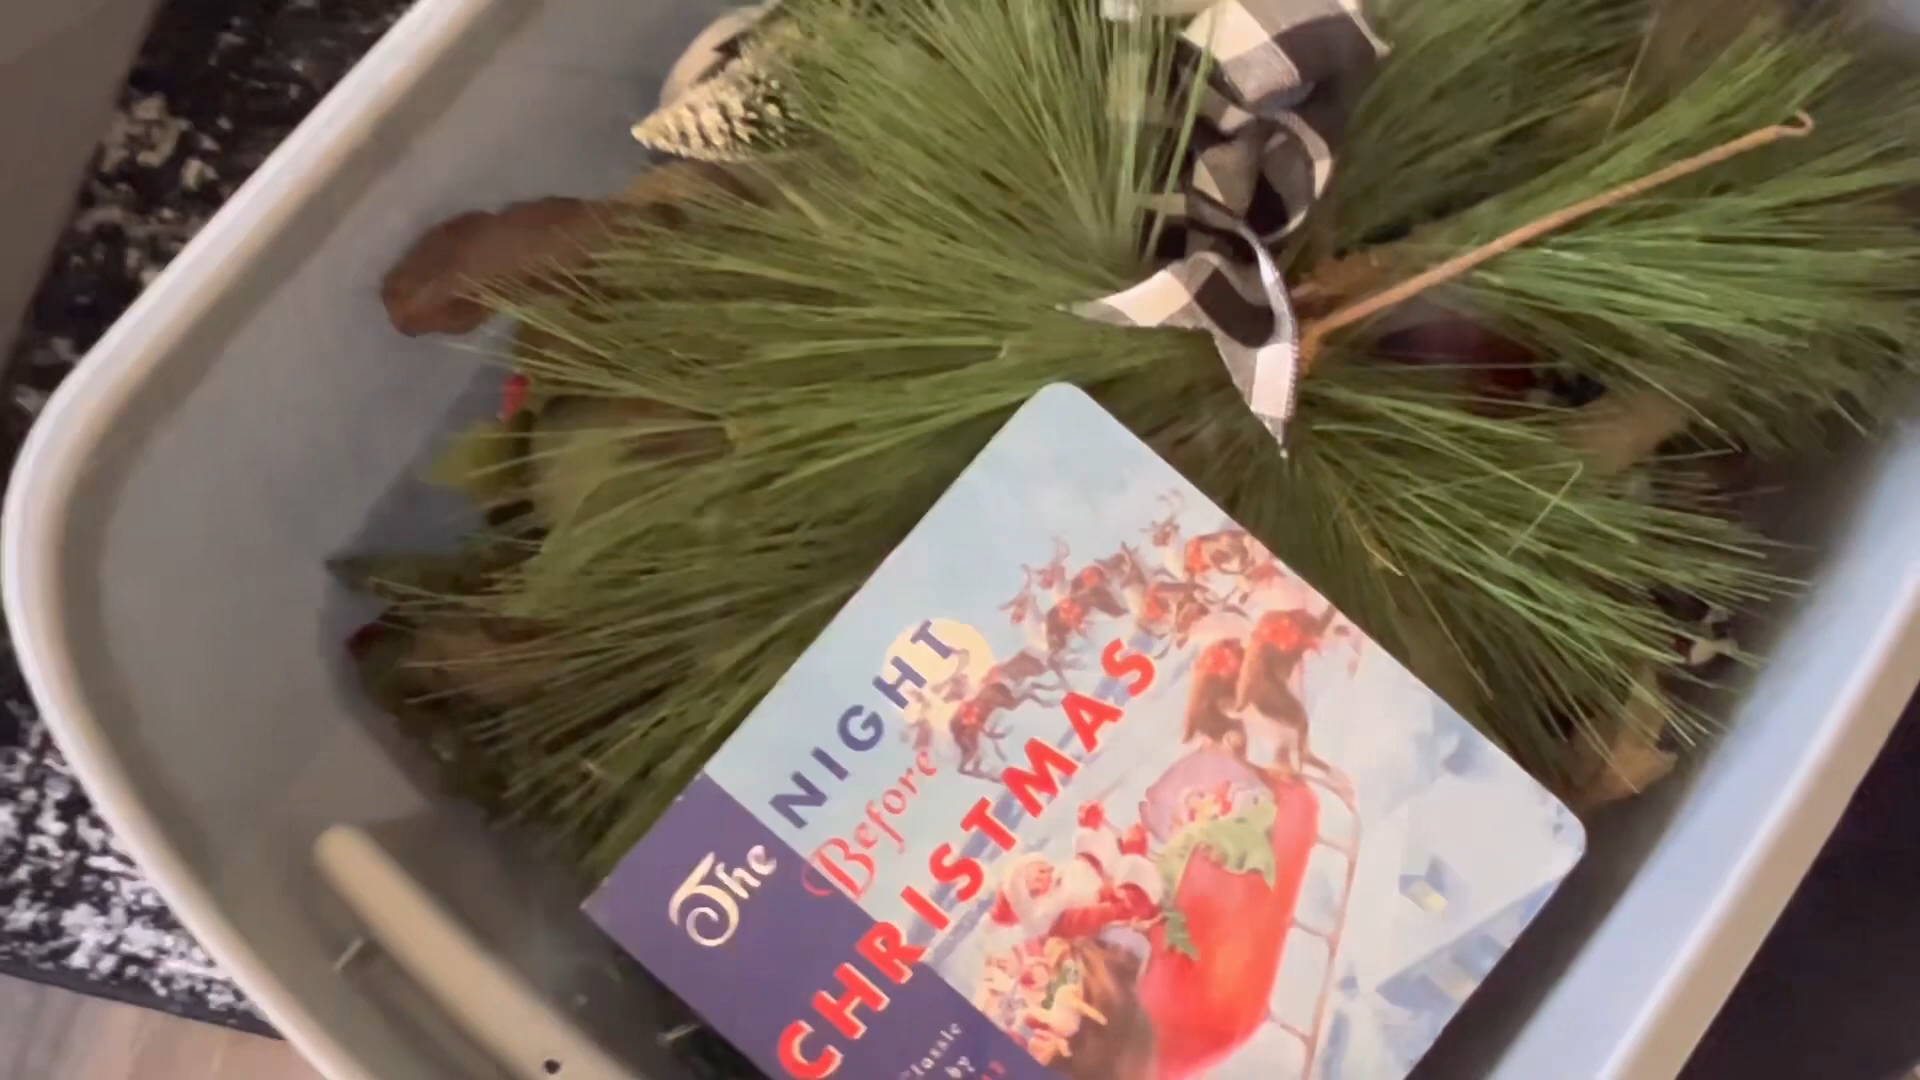 The
NIGHT
Before
CHRISTMAS
Classic
by